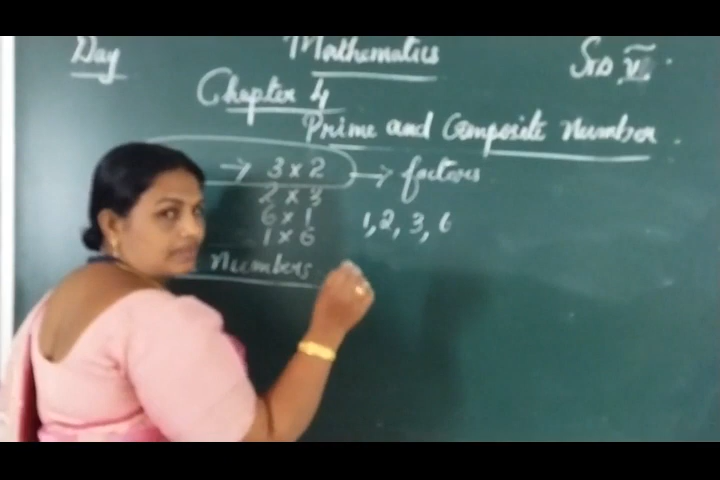 Day Mathematics STD V
Chapter 4
Prime and Composite Number
→ 3 x 2 → factors
2 x 3
6 x 1 1, 2, 3, 6
1 x 6
Numbers